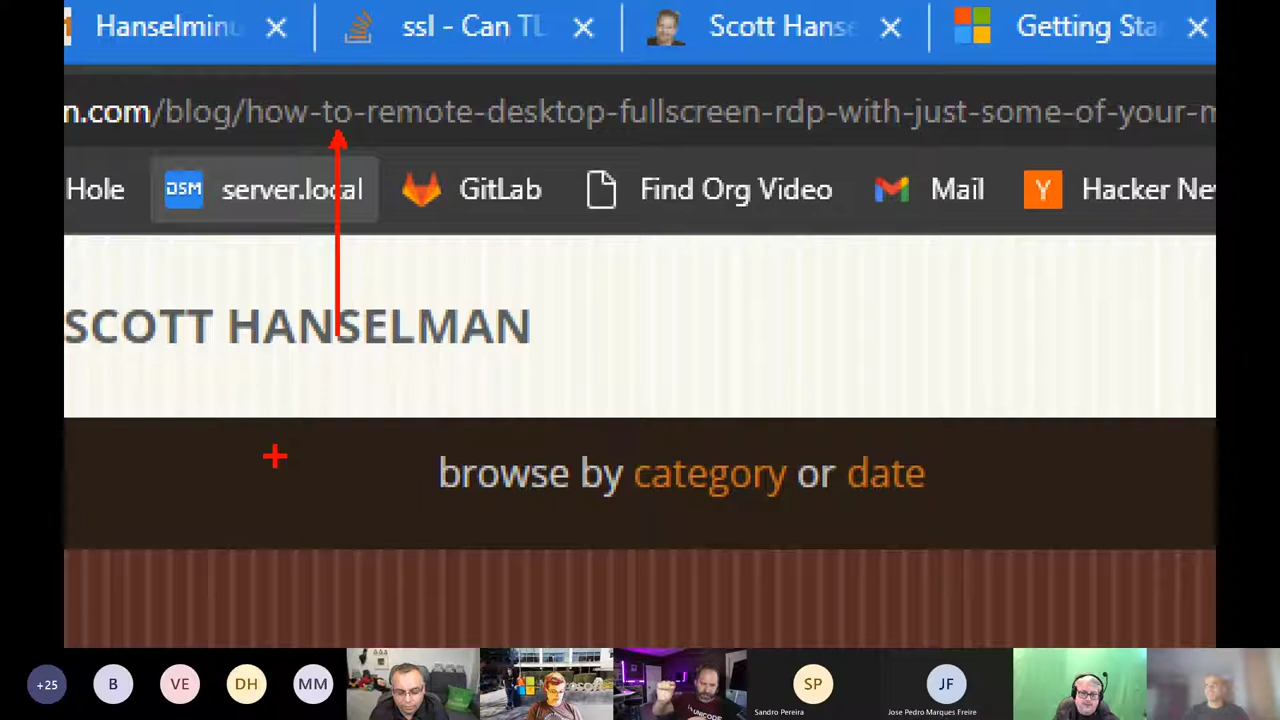 Hanselminu ssl - Can TL Scott Hanse Getting Sta
n.com/blog/how-to-remote-desktop-fullscreen-rdp-with-just-some-of-your-m
Hole DSM server.local GitLab Find Org Video Mail Y Hacker Ne
SCOTT HANSELMAN
browse by category or date
+25 B VE DH MM SP JF
Sandro Pereira Jose Pedro Marques Freire
UNICODE